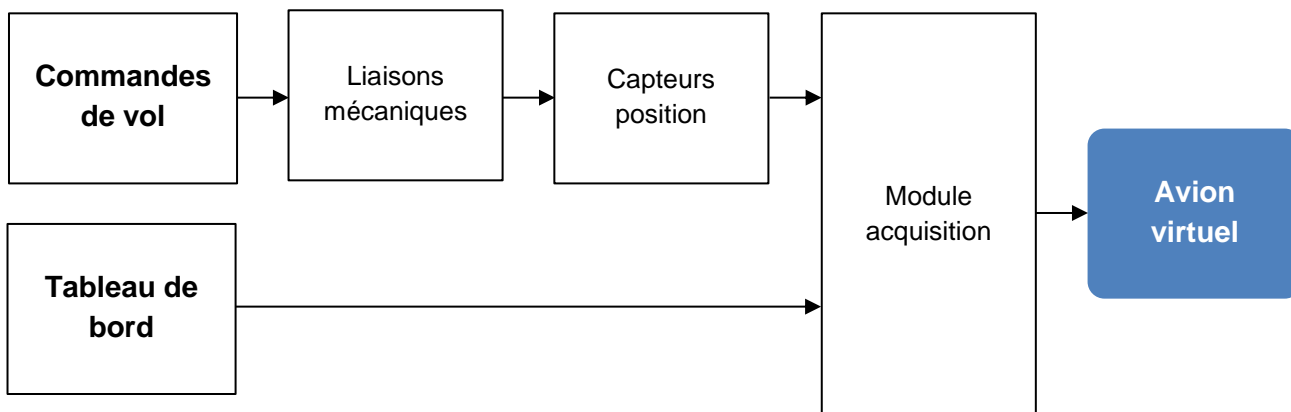 Commandes
de vol
Liaisons
mécaniques
Capteurs
position
Module
acquisition
Avion
virtuel
Tableau de
bord